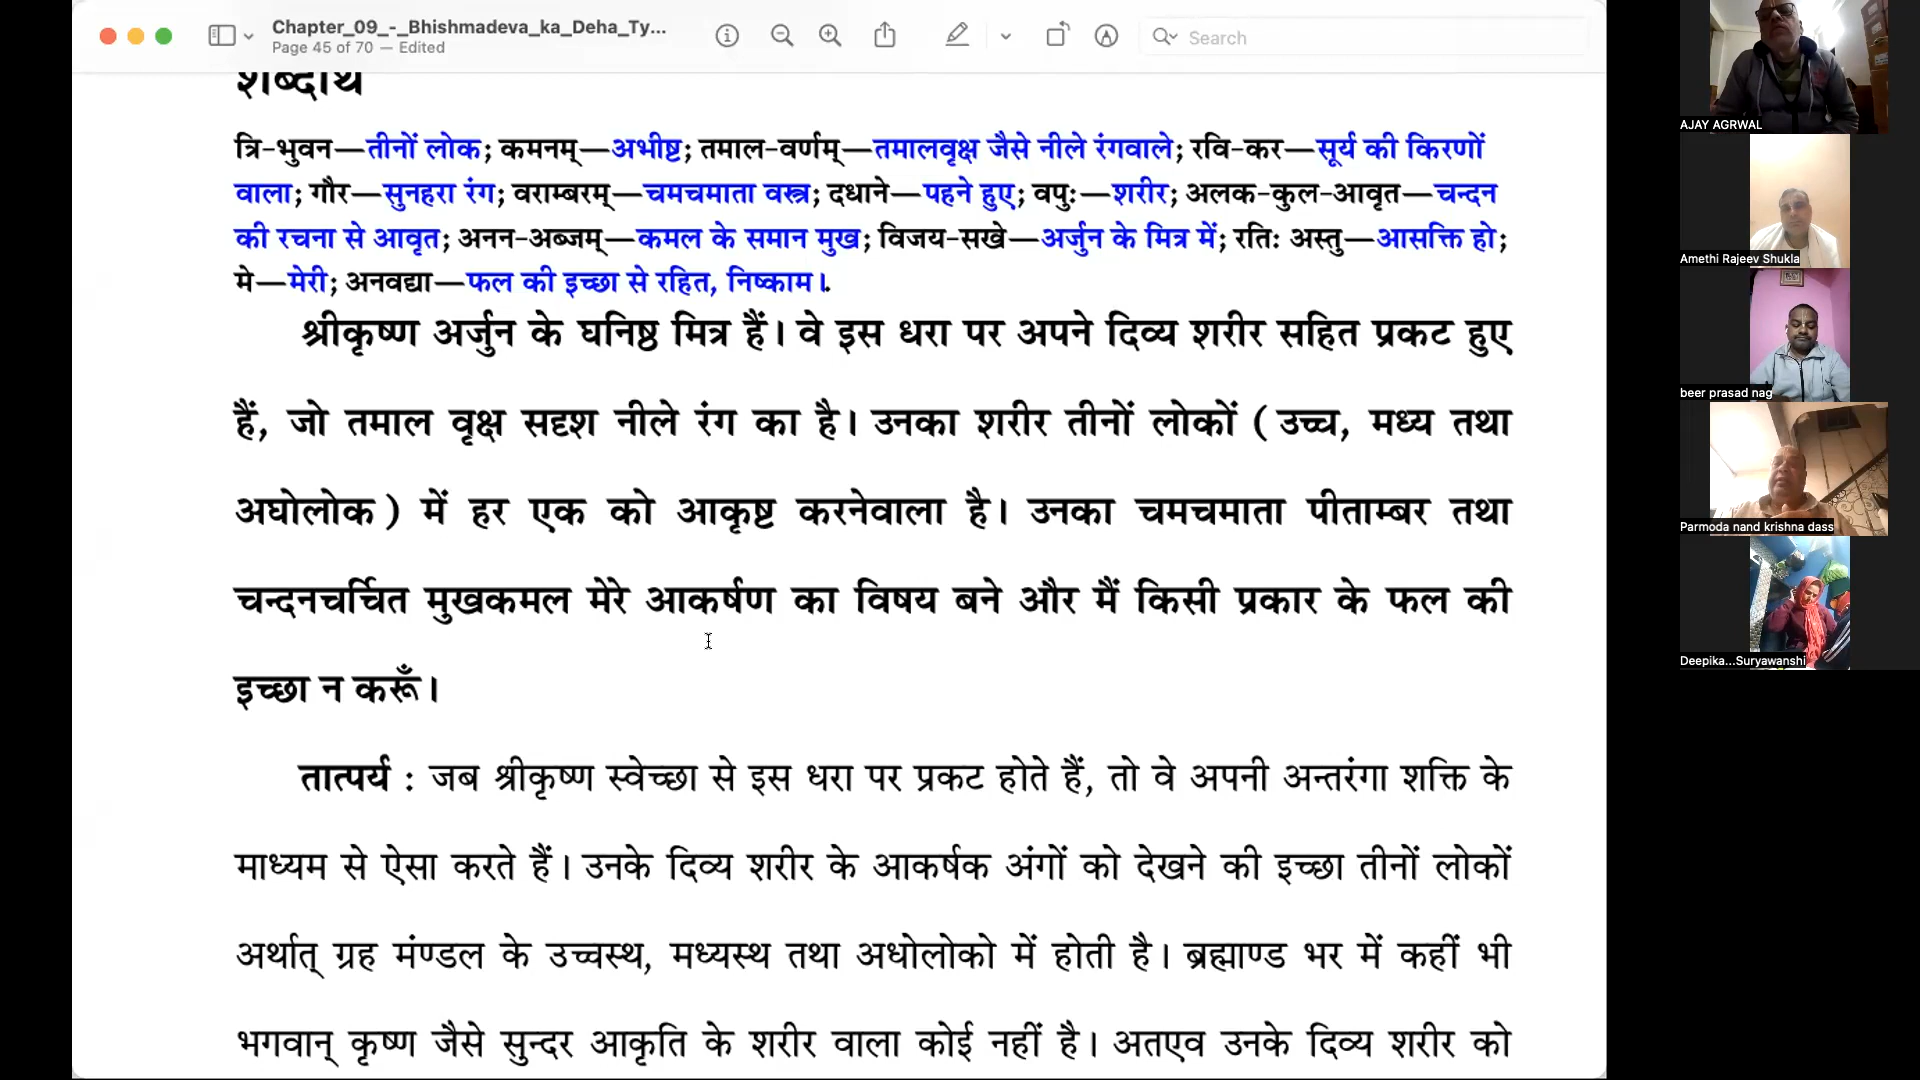 Chapter_09_-_Bhishmadeva_ka_Deha_Ty...
Page 45 of 70 — Edited
Search
शब्दार्थ
त्रि-भुवन—तीनों लोक; कमनम्—अभीष्ट; तमाल-वर्णम्—तमालवृक्ष जैसे नीले रंगवाले; रवि-कर—सूर्य की किरणों
वाला; गौर—सुनहरा रंग; वराम्बरम्—चमचमाता वस्त्र; दधाने—पहने हुए; वपुः—शरीर; अलक-कुल-आवृत—चन्दन
की रचना से आवृत; अनन-अब्जम्—कमल के समान मुख; विजय-सखे—अर्जुन के मित्र में; रतिः अस्तु—आसक्ति हो;
मे—मेरी; अनवद्या—फल की इच्छा से रहित, निष्काम।.
श्रीकृष्ण अर्जुन के घनिष्ठ मित्र हैं। वे इस धरा पर अपने दिव्य शरीर सहित प्रकट हुए
हैं, जो तमाल वृक्ष सदृश नीले रंग का है। उनका शरीर तीनों लोकों ( उच्च, मध्य तथा
अघोलोक ) में हर एक को आकृष्ट करनेवाला है। उनका चमचमाता पीताम्बर तथा
चन्दनचर्चित मुखकमल मेरे आकर्षण का विषय बने और मैं किसी प्रकार के फल की
इच्छा न करूँ।
तात्पर्य : जब श्रीकृष्ण स्वेच्छा से इस धरा पर प्रकट होते हैं, तो वे अपनी अन्तरंगा शक्ति के
माध्यम से ऐसा करते हैं। उनके दिव्य शरीर के आकर्षक अंगों को देखने की इच्छा तीनों लोकों
अर्थात् ग्रह मंण्डल के उच्चस्थ, मध्यस्थ तथा अधोलोको में होती है। ब्रह्माण्ड भर में कहीं भी
भगवान् कृष्ण जैसे सुन्दर आकृति के शरीर वाला कोई नहीं है। अतएव उनके दिव्य शरीर को
AJAY AGRWAL
Amethi Rajeev Shukla
beer prasad nag
Parmoda nand krishna dass
Deepika...Suryawanshi